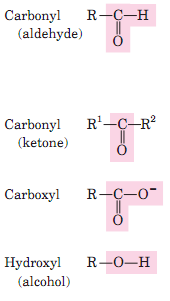 Carbonyl R—C—H
(aldehyde) O
Carbonyl R¹—C—R²
(ketone) O
Carboxyl R—C—O⁻
O
Hydroxyl R—O—H
(alcohol)